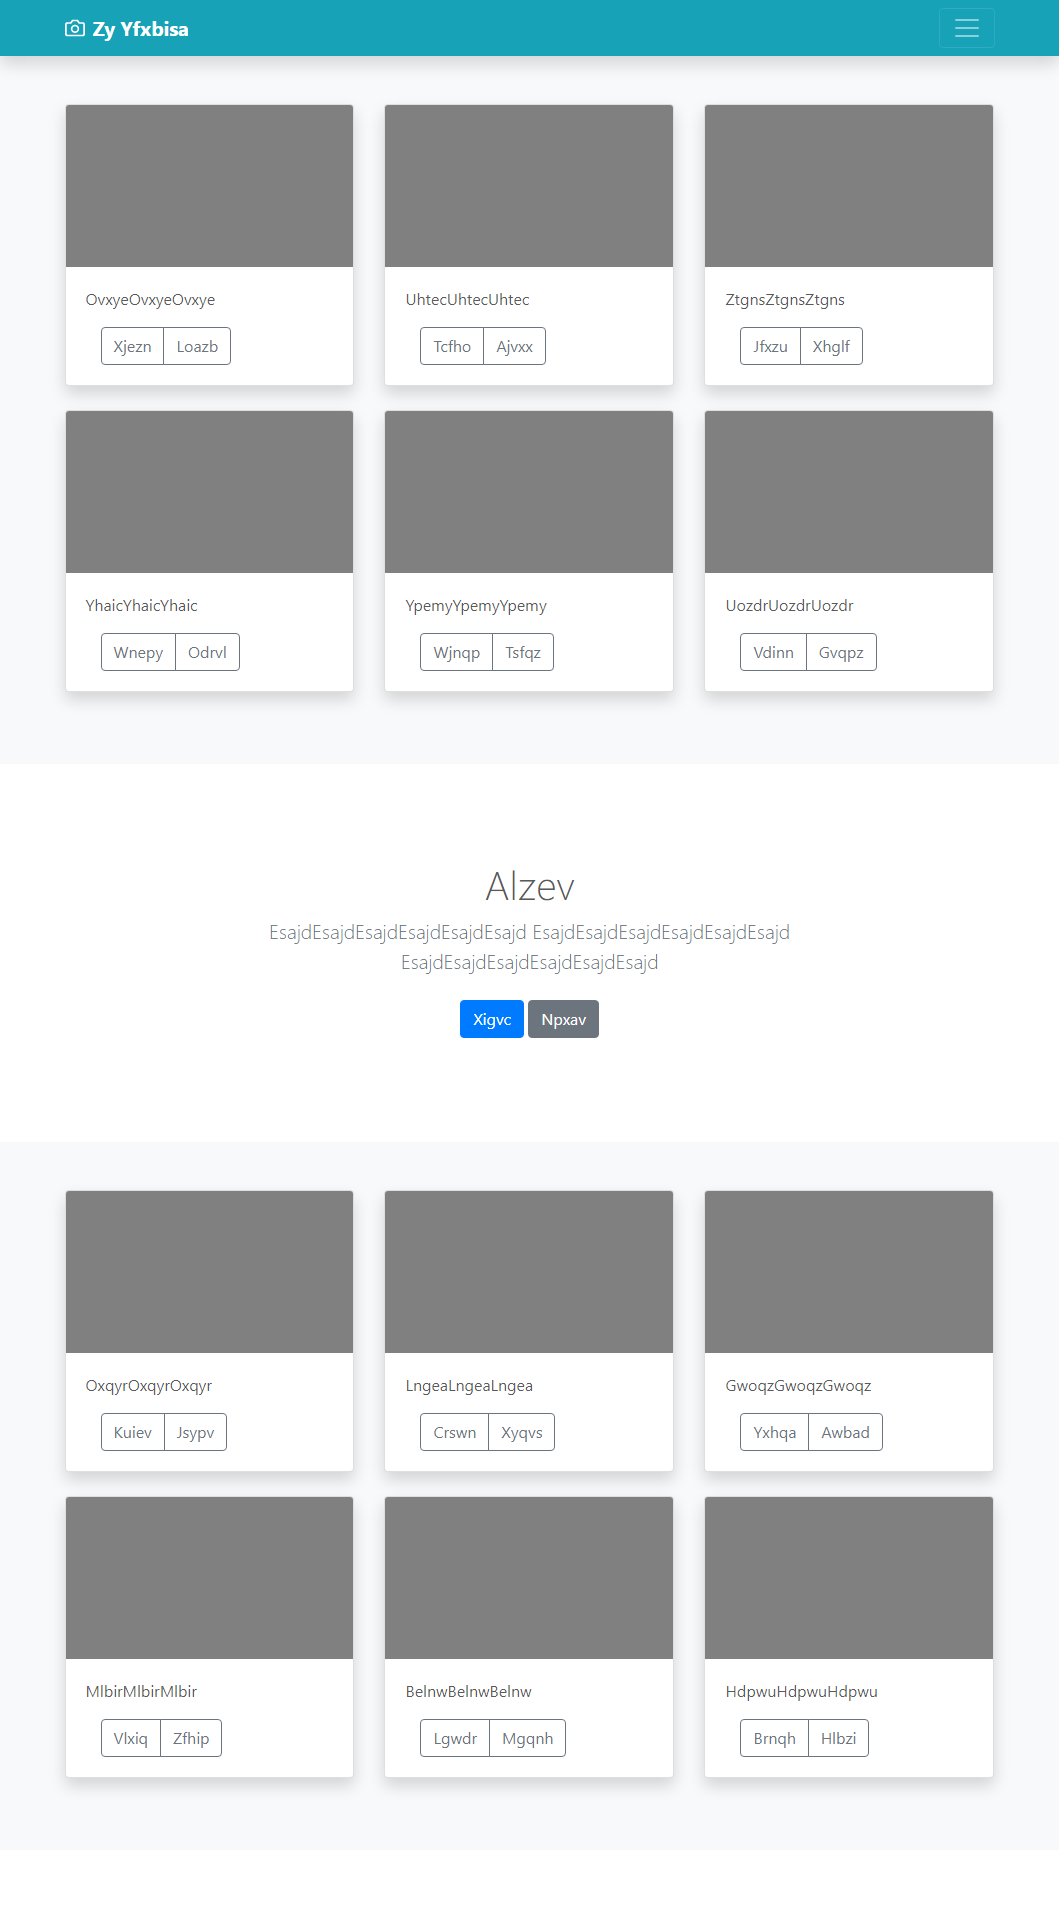 Zy Yfxbisa
OvxyeOvxyeOvxye
Xjezn Loazb
UhtecUhtecUhtec
Tcfho Ajvxx
ZtgnsZtgnsZtgns
Jfxzu Xhglf
YhaicYhaicYhaic
Wnepy Odrvl
YpemyYpemyYpemy
Wjnqp Tsfqz
UozdrUozdrUozdr
Vdinn Gvqpz
Alzev
EsajdEsajdEsajdEsajdEsajdEsajd EsajdEsajdEsajdEsajdEsajdEsajd
EsajdEsajdEsajdEsajdEsajdEsajd
Xigvc Npxav
OxqyrOxqyrOxqyr
Kuiev Jsypv
LngeaLngeaLngea
Crswn Xyqvs
GwoqzGwoqzGwoqz
Yxhqa Awbad
MlbirMlbirMlbir
Vlxiq Zfhip
BelnwBelnwBelnw
Lgwdr Mgqnh
HdpwuHdpwuHdpwu
Brnqh Hlbzi